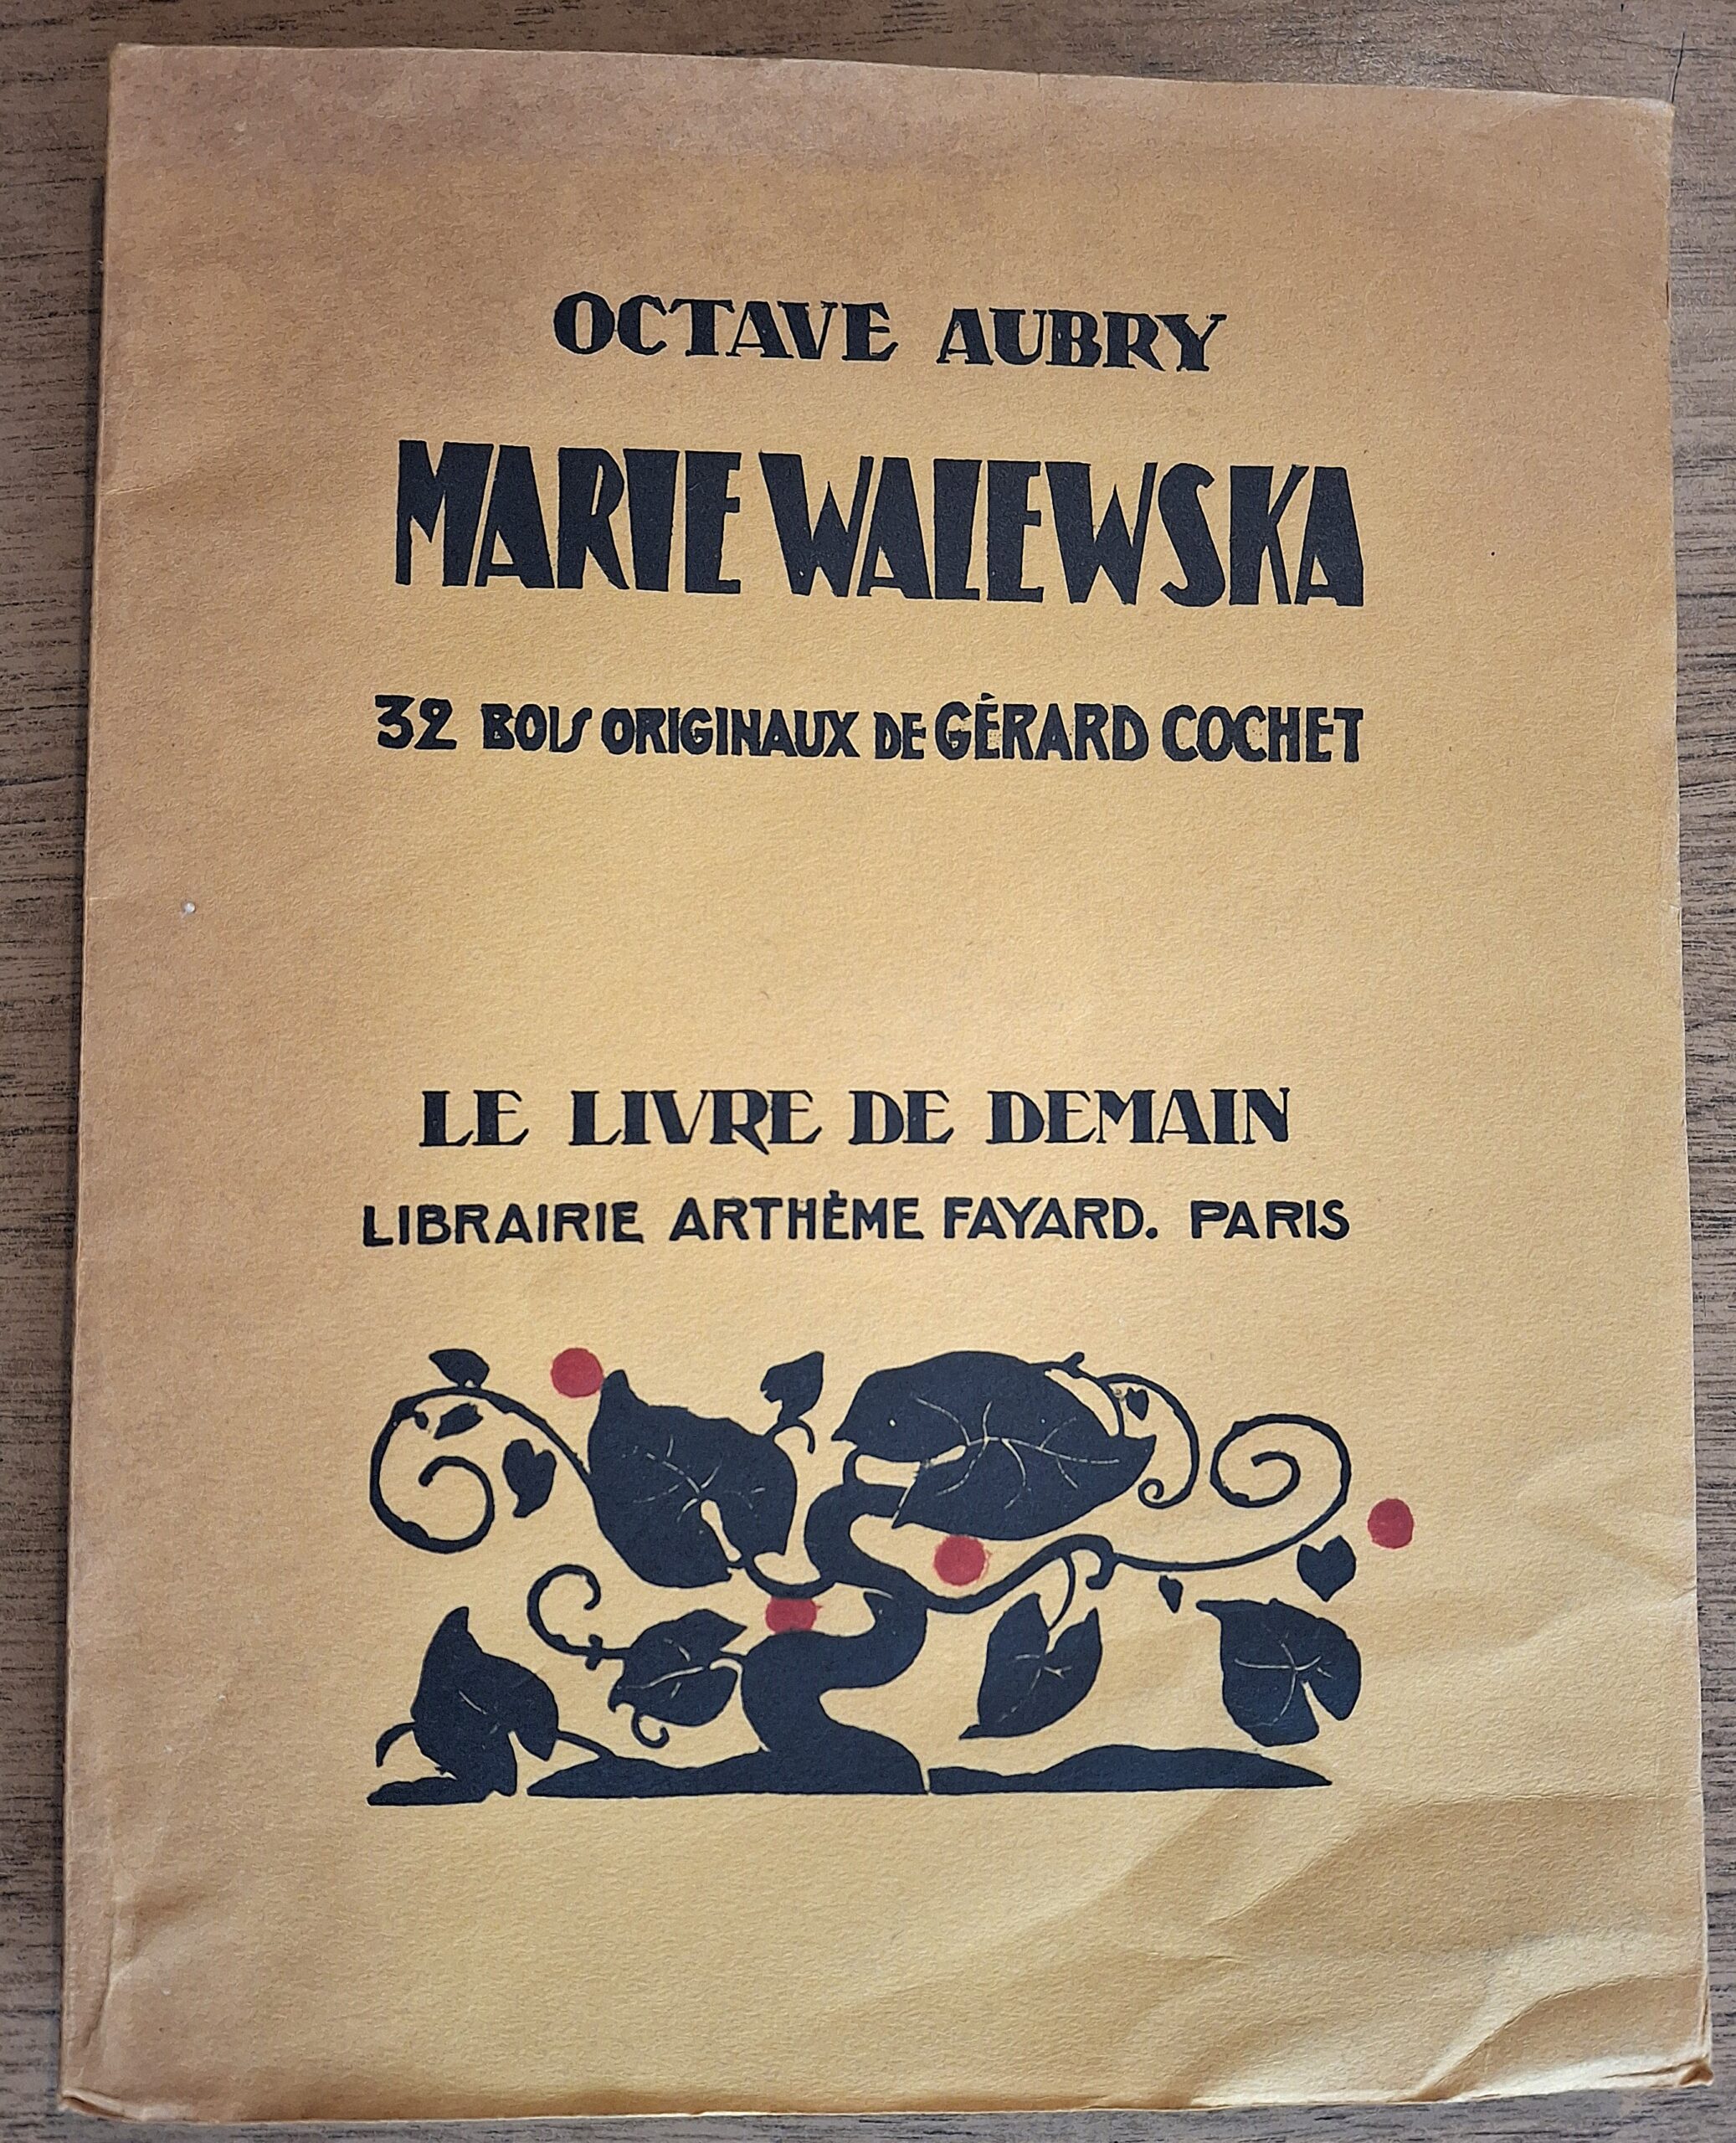 OCTAVE AUBRY
MARIE WALEWSKA
32 BOIS ORIGINAUX DE GÉRARD COCHET
LE LIVRE DE DEMAIN
LIBRAIRIE ARTHÈME FAYARD. PARIS